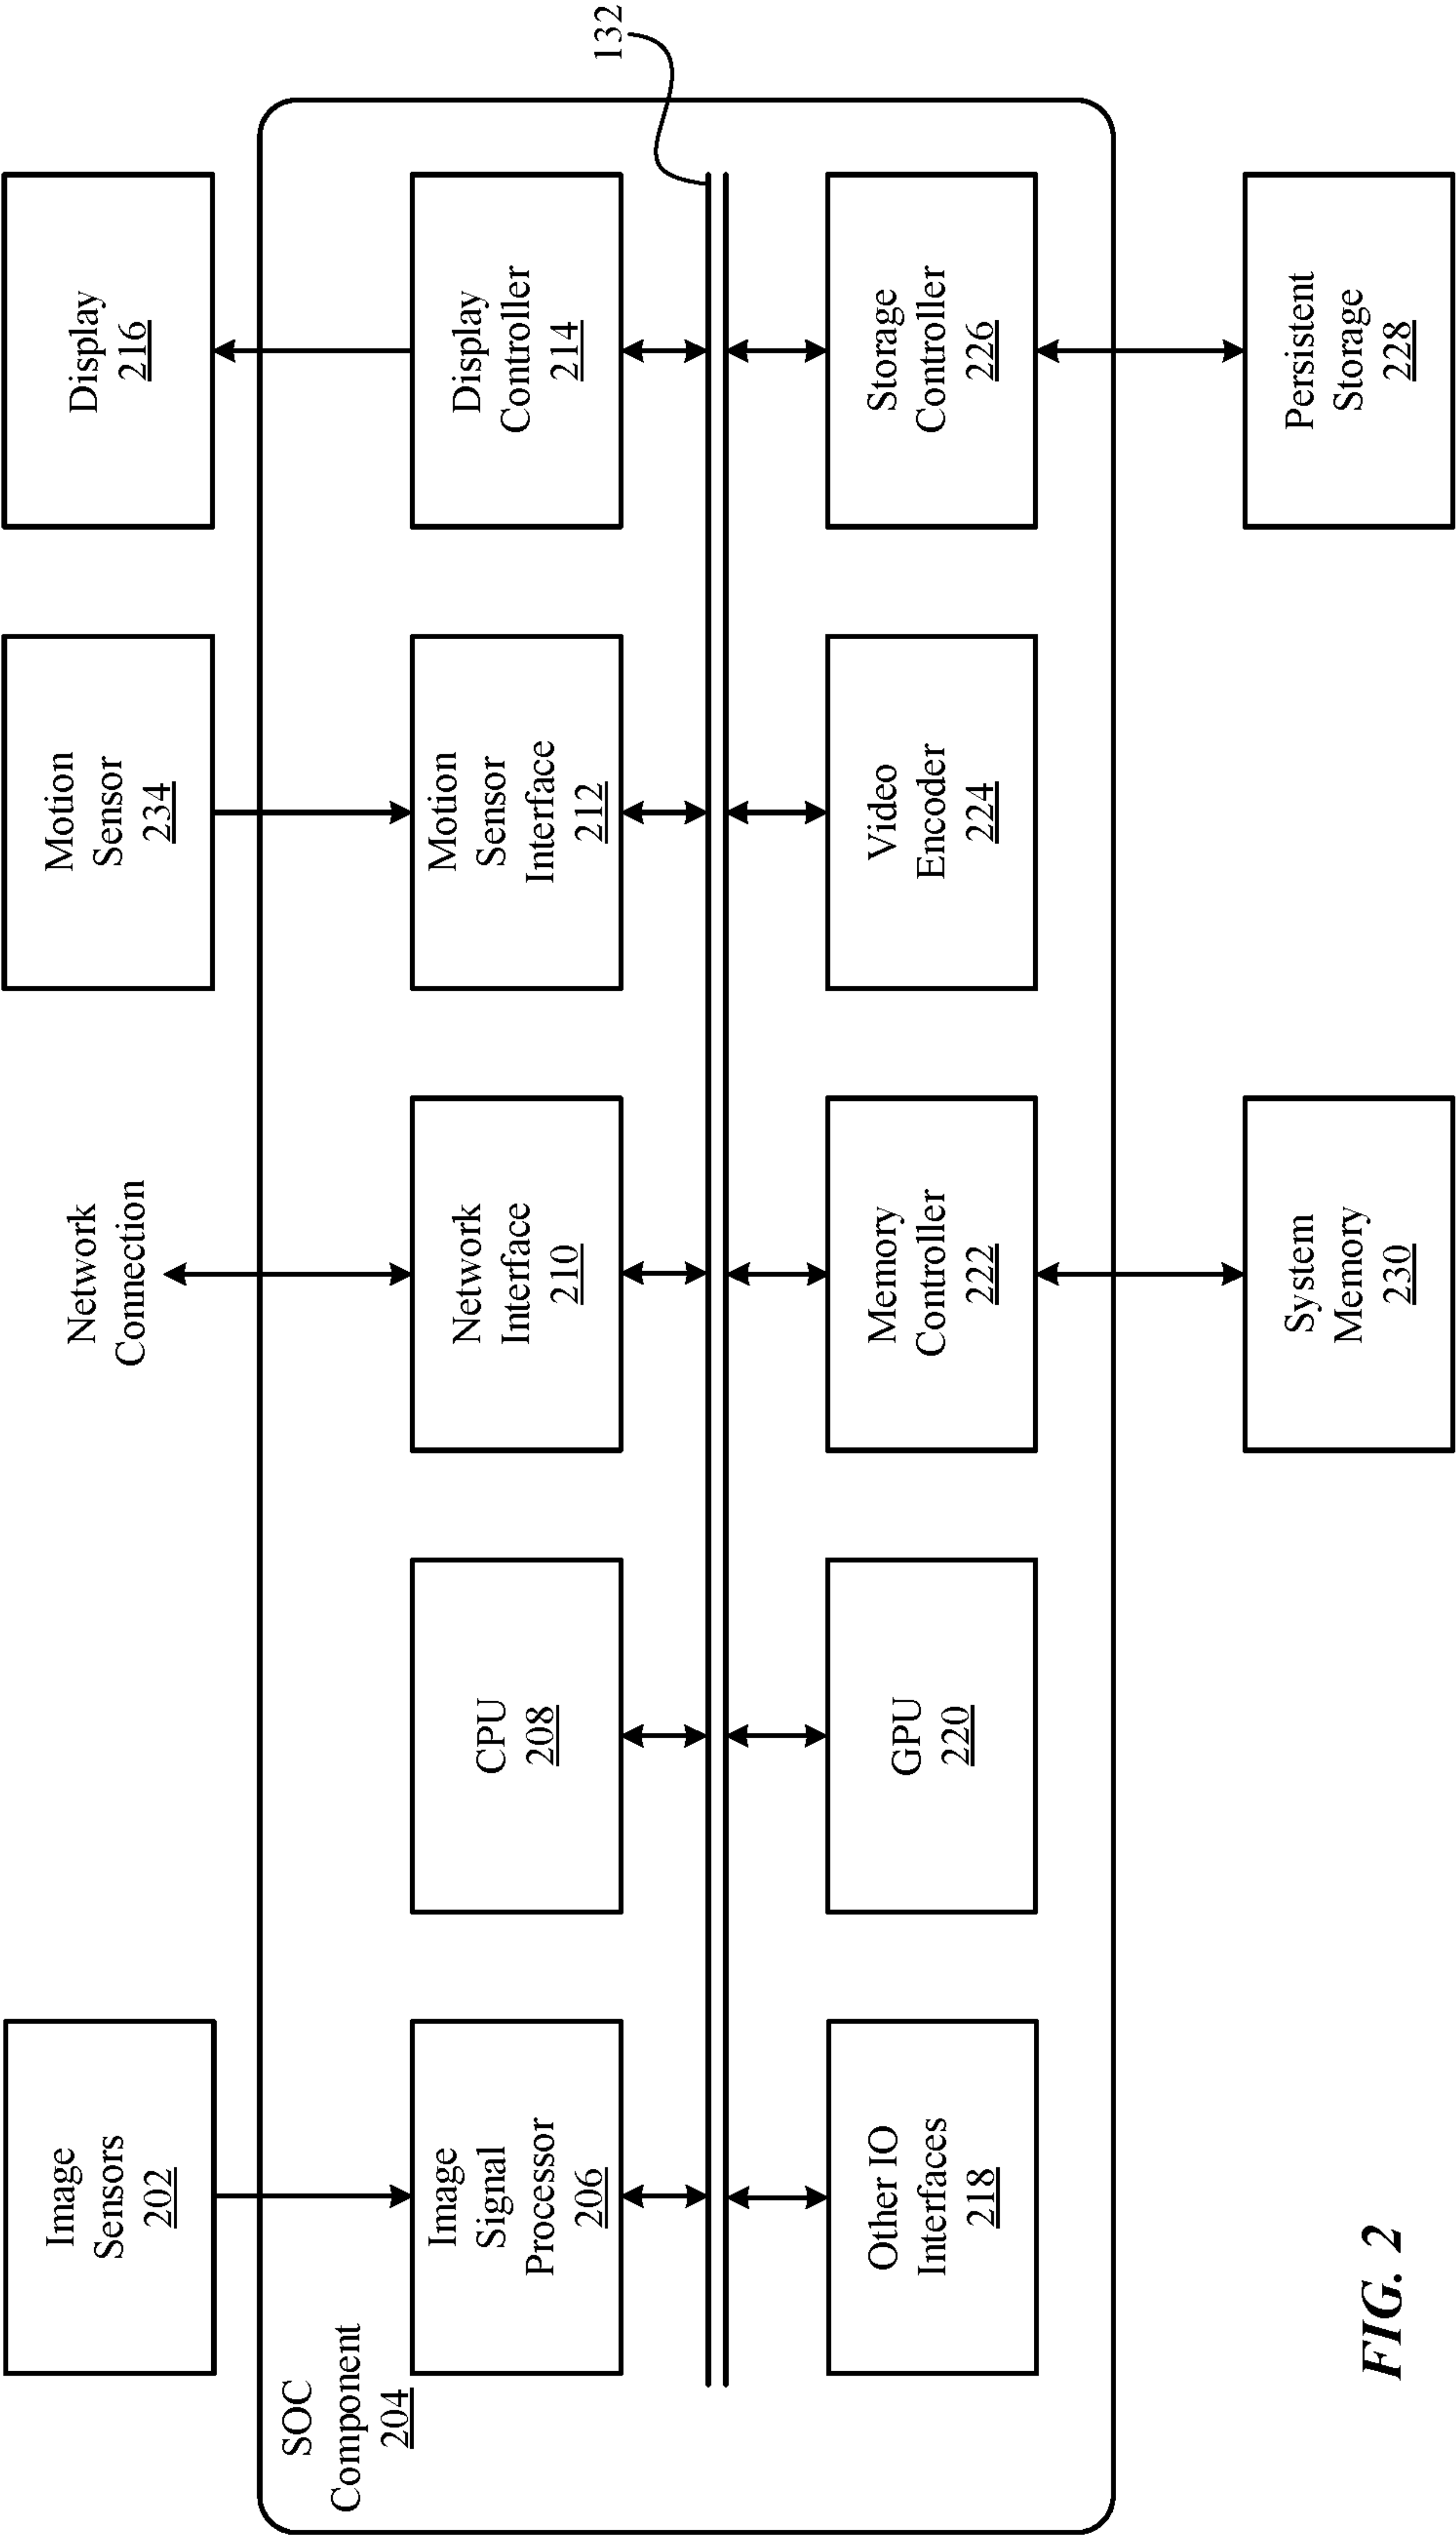 Image
Sensors
202
Network
Connection
Motion
Sensor
234
Display
216
SOC
Component
204
Image
Signal
Processor
206
CPU
208
Network
Interface
210
Motion
Sensor
Interface
212
Display
Controller
214
132
Other IO
Interfaces
218
GPU
220
Memory
Controller
222
Video
Encoder
224
Storage
Controller
226
System
Memory
230
Persistent
Storage
228
FIG. 2